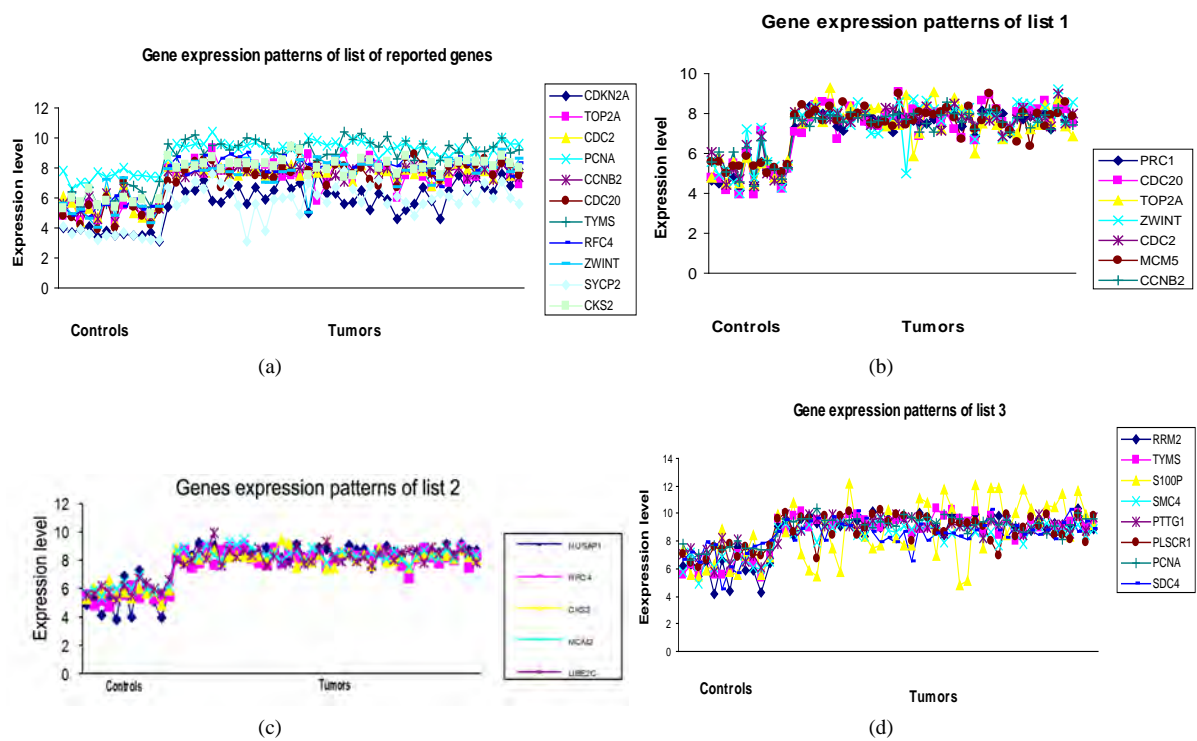 Gene expression patterns of list of reported genes
Expression level
12
10
8
6
4
2
0
Controls
Tumors
CDKN2A
TOP2A
CDC2
PCNA
CCNB2
CDC20
TYMS
RFC4
ZWINT
SYCP2
CKS2
(a)
Gene expression patterns of list 1
Expression level
10
8
6
4
2
0
Controls
Tumors
PRC1
CDC20
TOP2A
ZWINT
CDC2
MCM5
CCNB2
(b)
Genes expression patterns of list 2
Expression level
12
10
8
6
4
2
0
Controls
Tumors
NUSAP1
RFC4
CKS2
MCM2
UBE2C
(c)
Gene expression patterns of list 3
Eexpression level
14
12
10
8
6
4
2
0
Controls
Tumors
RRM2
TYMS
S100P
SMC4
PTTG1
PLSCR1
PCNA
SDC4
(d)